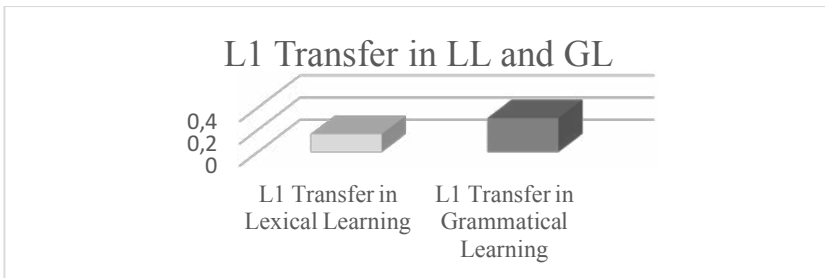 L1 Transfer in LL and GL
0,4
0,2
0
L1 Transfer in
Lexical Learning
L1 Transfer in
Grammatical
Learning